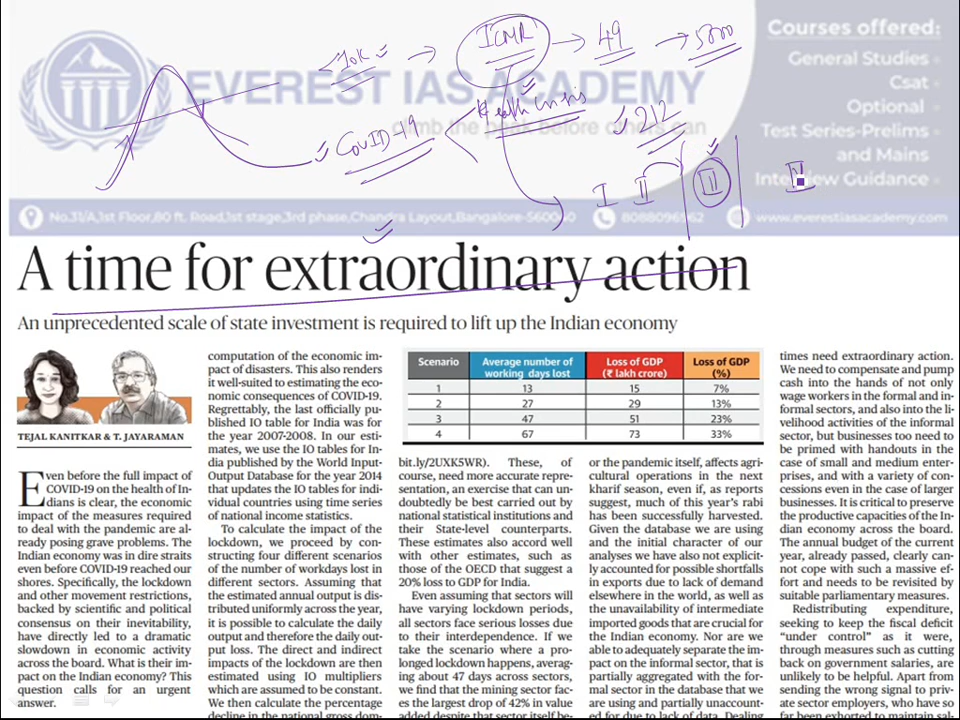 <10k → ICMR → 49 → 5000
Health Crisis
COVID 19
212
I II III IV
EVEREST IAS ACADEMY
Climb the peak before others can
No.31/A,1st Floor,80 ft. Road,1st stage,3rd phase,Chandra Layout,Bangalore-560040
8088096562
www.everestiasacademy.com
Courses offered:
General Studies -
Csat -
Optional -
Test Series-Prelims
and Mains
Interview Guidance -
A time for extraordinary action
An unprecedented scale of state investment is required to lift up the Indian economy
TEJAL KANITKAR & T. JAYARAMAN
Even before the full impact of
COVID-19 on the health of In-
dians is clear, the economic
impact of the measures required
to deal with the pandemic are al-
ready posing grave problems. The
Indian economy was in dire straits
even before COVID-19 reached our
shores. Specifically, the lockdown
and other movement restrictions,
backed by scientific and political
consensus on their inevitability,
have directly led to a dramatic
slowdown in economic activity
across the board. What is their im-
pact on the Indian economy? This
question calls for an urgent
answer.
computation of the economic im-
pact of disasters. This also renders
it well-suited to estimating the eco-
nomic consequences of COVID-19.
Regrettably, the last officially pu-
blished IO table for India was for
the year 2007-2008. In our esti-
mates, we use the IO tables for In-
dia published by the World Input-
Output Database for the year 2014
that updates the IO tables for indi-
vidual countries using time series
of national income statistics.
To calculate the impact of the
lockdown, we proceed by con-
structing four different scenarios
of the number of workdays lost in
different sectors. Assuming that
the estimated annual output is dis-
tributed uniformly across the year,
it is possible to calculate the daily
output and therefore the daily out-
put loss. The direct and indirect
impacts of the lockdown are then
estimated using IO multipliers
which are assumed to be constant.
We then calculate the percentage
decline in the national gross dom-
Scenario Average number of working days lost Loss of GDP (₹ lakh crore) Loss of GDP (%)
1 13 15 7%
2 27 29 13%
3 47 51 23%
4 67 73 33%
bit.ly/2UXK5WR). These, of
course, need more accurate repre-
sentation, an exercise that can un-
doubtedly be best carried out by
national statistical institutions and
their State-level counterparts.
These estimates also accord well
with other estimates, such as
those of the OECD that suggest a
20% loss to GDP for India.
Even assuming that sectors will
have varying lockdown periods,
all sectors face serious losses due
to their interdependence. If we
take the scenario where a pro-
longed lockdown happens, averag-
ing about 47 days across sectors,
we find that the mining sector fac-
es the largest drop of 42% in value
added despite that sector itself be-
or the pandemic itself, affects agri-
cultural operations in the next
kharif season, even if, as reports
suggest, much of this year's rabi
has been successfully harvested.
Given the database we are using
and the initial character of our
analyses we have also not explicit-
ly accounted for possible shortfalls
in exports due to lack of demand
elsewhere in the world, as well as
the unavailability of intermediate
imported goods that are crucial for
the Indian economy. Nor are we
able to adequately separate the im-
pact on the informal sector, that is
partially aggregated with the for-
mal sector in the database that we
are using and partially unaccount-
ed for due to lack of data. Dealing
times need extraordinary action.
We need to compensate and pump
cash into the hands of not only
wage workers in the formal and in-
formal sectors, and also into the li-
velihood activities of the informal
sector, but businesses too need to
be primed with handouts in the
case of small and medium enter-
prises, and with a variety of con-
cessions even in the case of larger
businesses. It is critical to preserve
the productive capacities of the In-
dian economy across the board.
The annual budget of the current
year, already passed, clearly can-
not cope with such a massive ef-
fort and needs to be revisited by
suitable parliamentary measures.
Redistributing expenditure,
seeking to keep the fiscal deficit
“under control” as it were,
through measures such as cutting
back on government salaries, are
unlikely to be helpful. Apart from
sending the wrong signal to priv-
ate sector employers, who have so
far been exhorted to maintain sal-